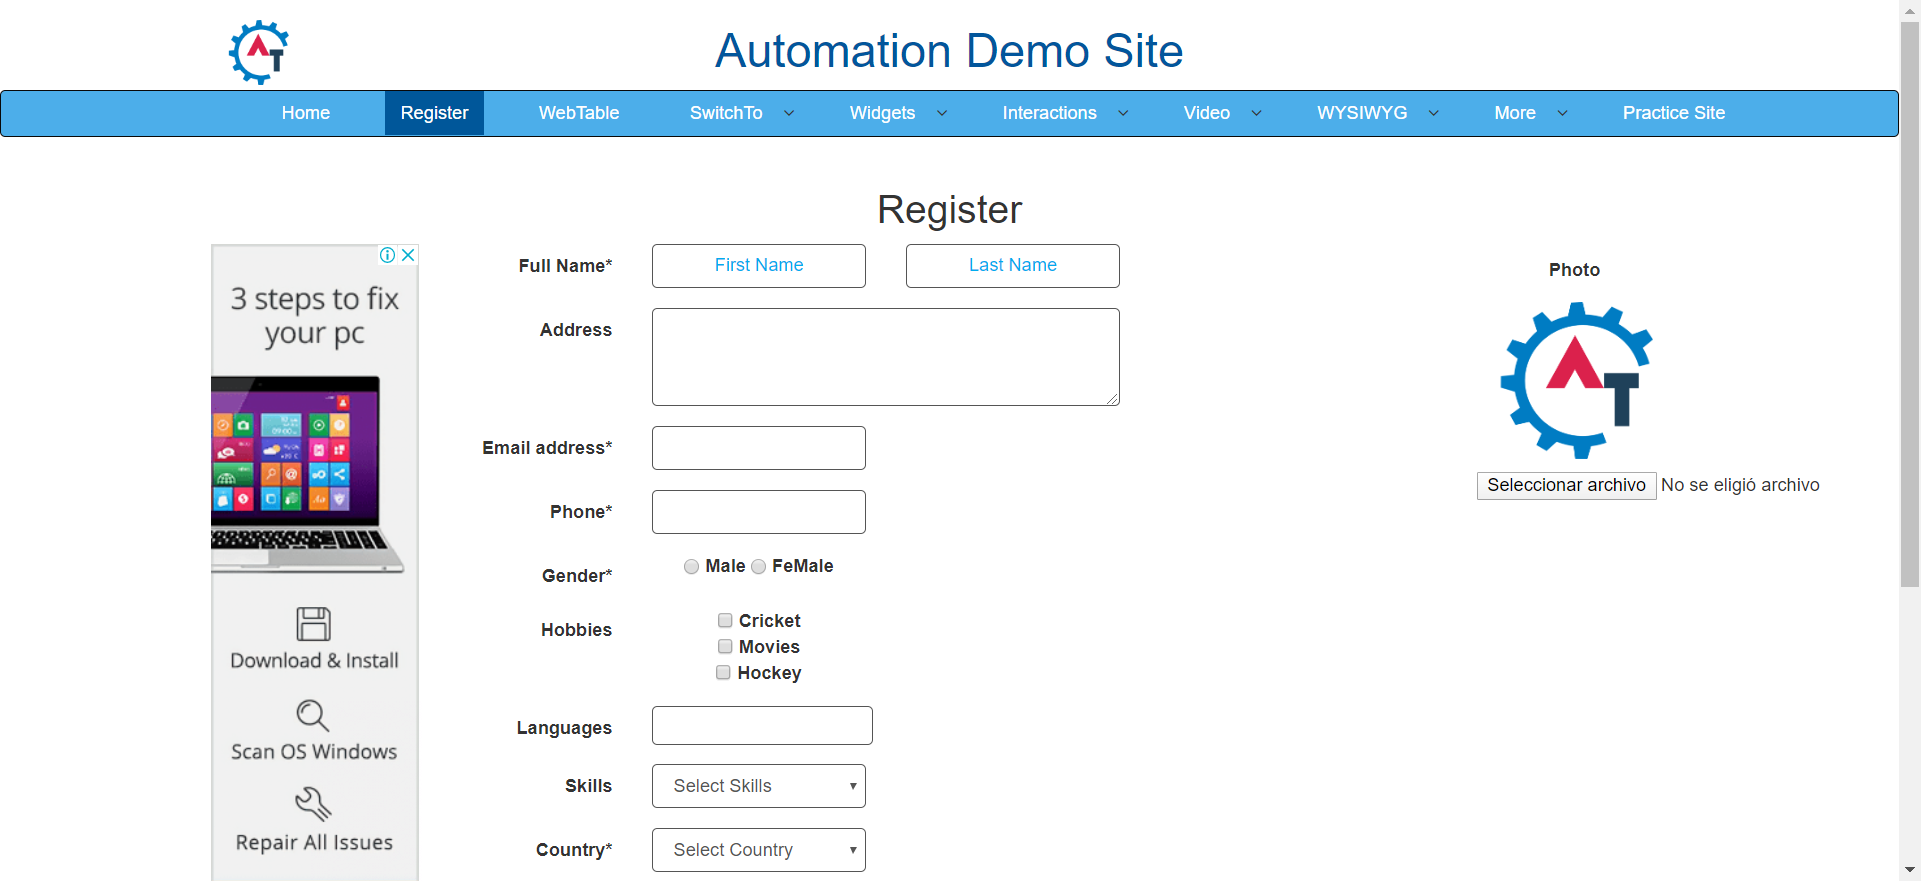 Automation Demo Site
Home Register WebTable SwitchTo Widgets Interactions Video WYSIWYG More Practice Site
Register
3 steps to fix
your pc
Download & Install
Scan OS Windows
Repair All Issues
Full Name* First Name Last Name
Address
Email address*
Phone*
Gender* Male FeMale
Hobbies Cricket
Movies
Hockey
Languages
Skills Select Skills
Country* Select Country
Photo
AT
Seleccionar archivo No se eligió archivo